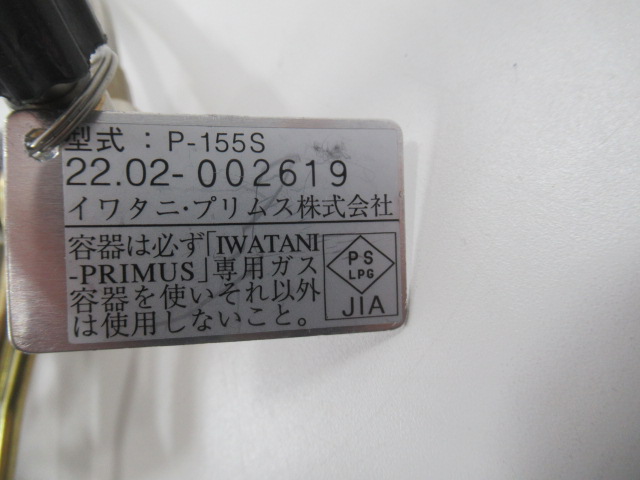 型式：P-155S
22.02-002619
イワタニ・プリムス株式会社
容器は必ず「IWATANI
-PRIMUS」専用ガス
容器を使いそれ以外
は使用しないこと。
PS
LPG
JIA